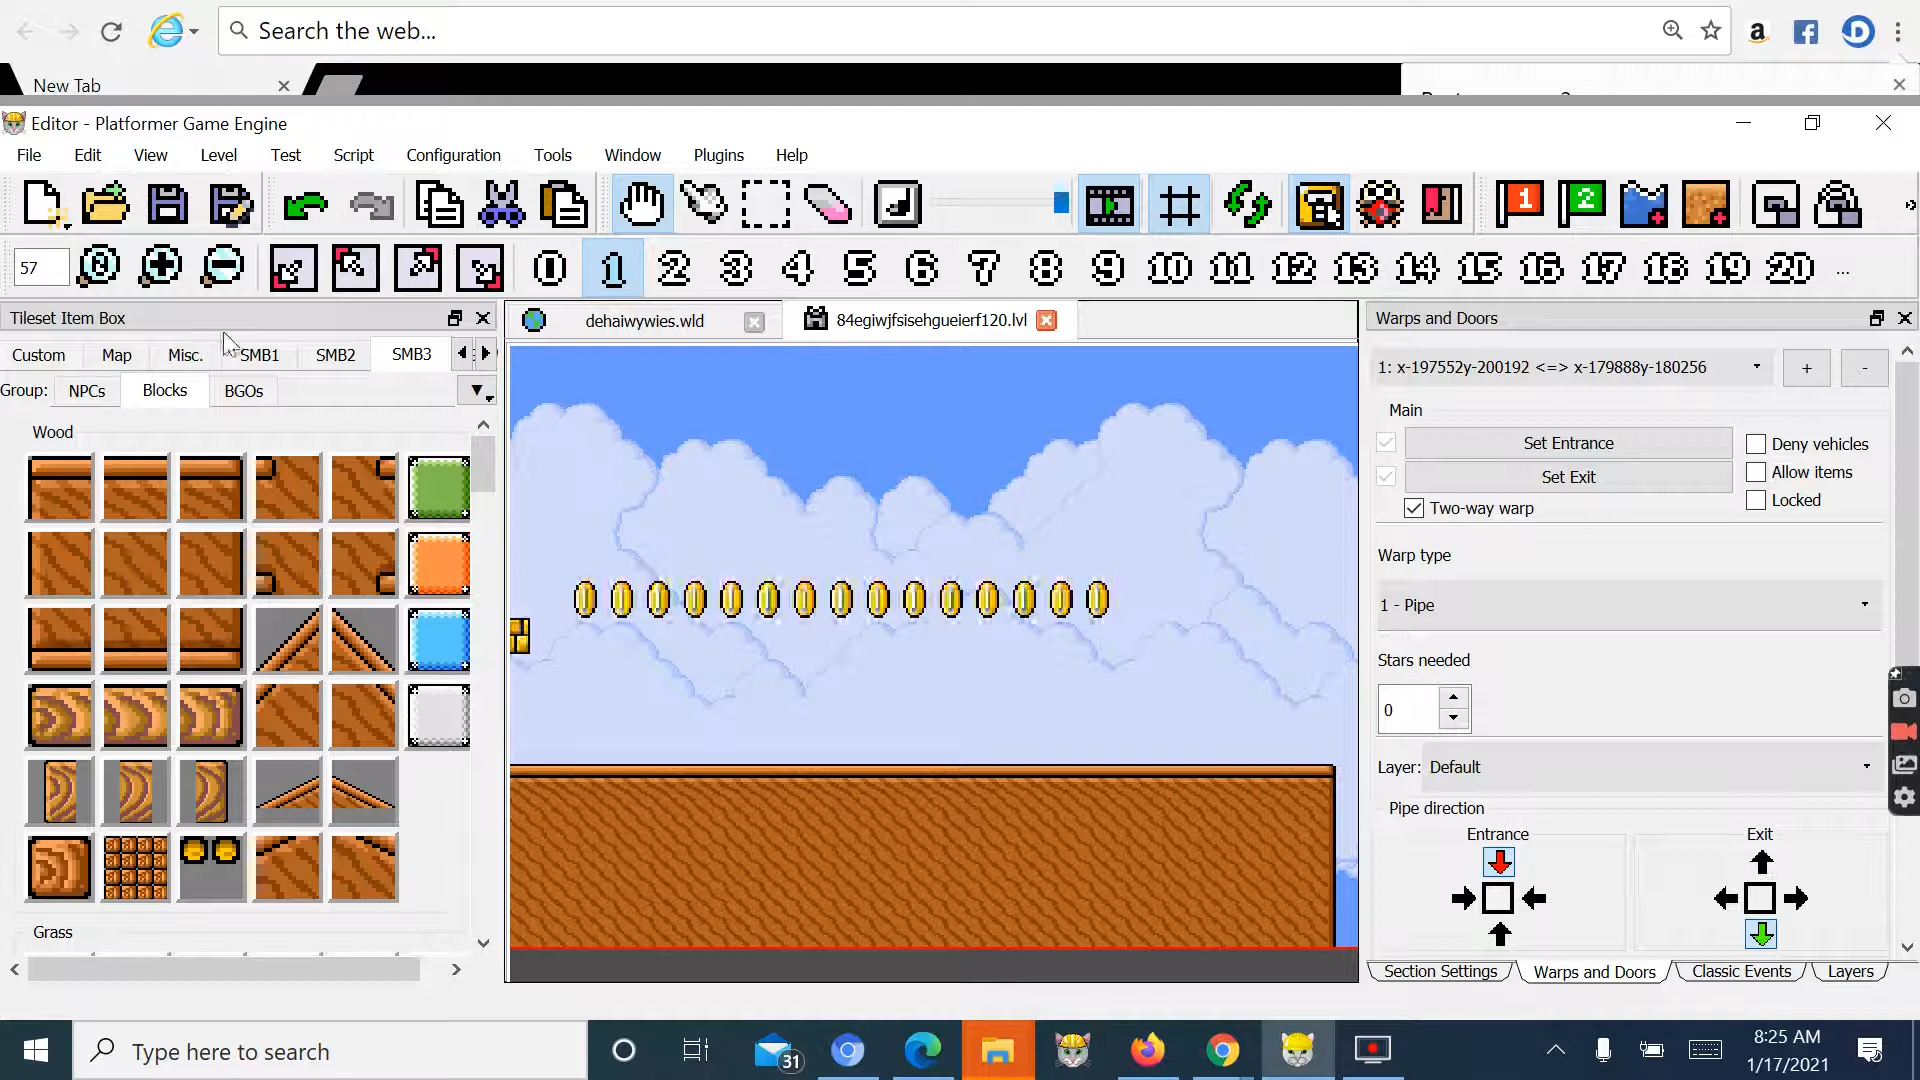 Search the web...
New Tab
Editor - Platformer Game Engine
File Edit View Level Test Script Configuration Tools Window Plugins Help
1 2
57 0 1 2 3 4 5 6 7 8 9 10 11 12 13 14 15 16 17 18 19 20 ...
Tileset Item Box
Custom Map Misc. SMB1 SMB2 SMB3
Group: NPCs Blocks BGOs
Wood
Grass
dehaiwywies.wld
84egiwjfsisehgueierf120.lvl
Warps and Doors
1: x-197552y-200192 <=> x-179888y-180256
+ -
Main
Set Entrance
Set Exit
Two-way warp
Deny vehicles
Allow items
Locked
Warp type
1 - Pipe
Stars needed
0
Layer: Default
Pipe direction
Entrance Exit
Section Settings Warps and Doors Classic Events Layers
Type here to search
31
8:25 AM
1/17/2021